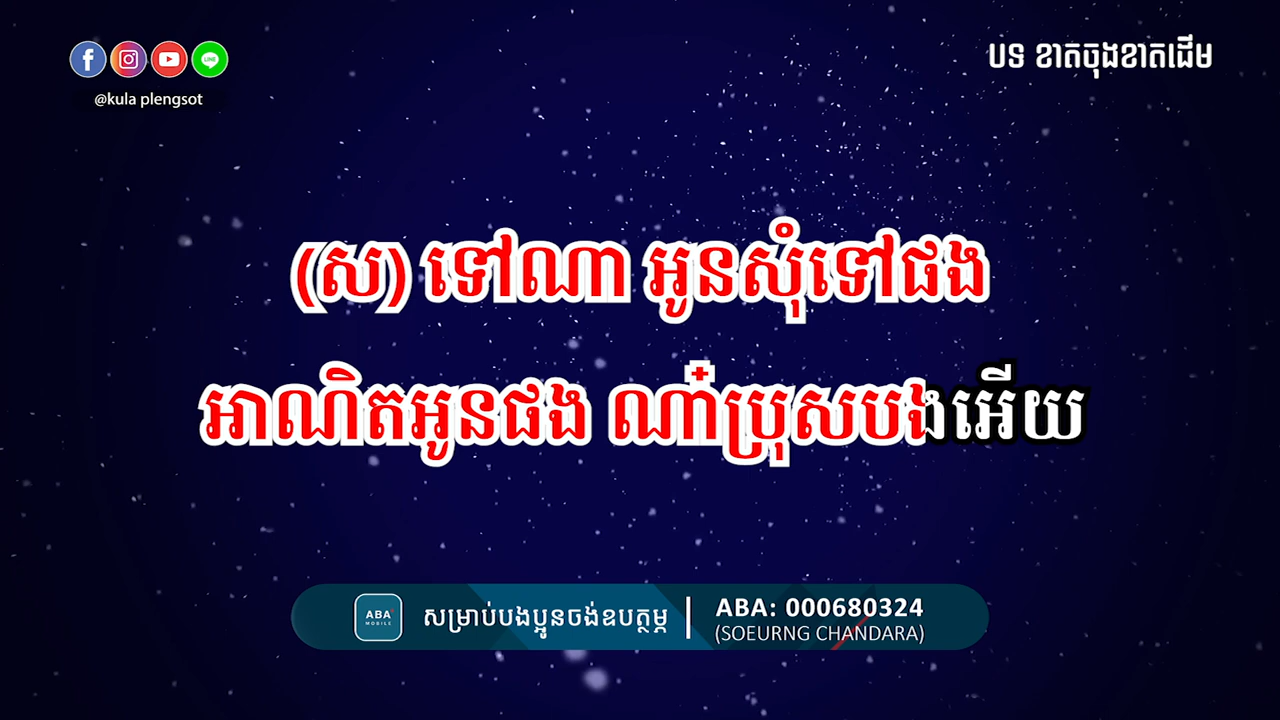 បទ ខាតចុងខាតដើម
@kula plengsot
(ស) ទៅណា អូនសុំទៅផង
អាណិតអូនផង ណា៎ប្រុសបងអើយ
ABA
MOBILE
សម្រាប់បងប្អូនចង់ឧបត្ថម្ភ
ABA: 000680324
(SOEURNG CHANDARA)